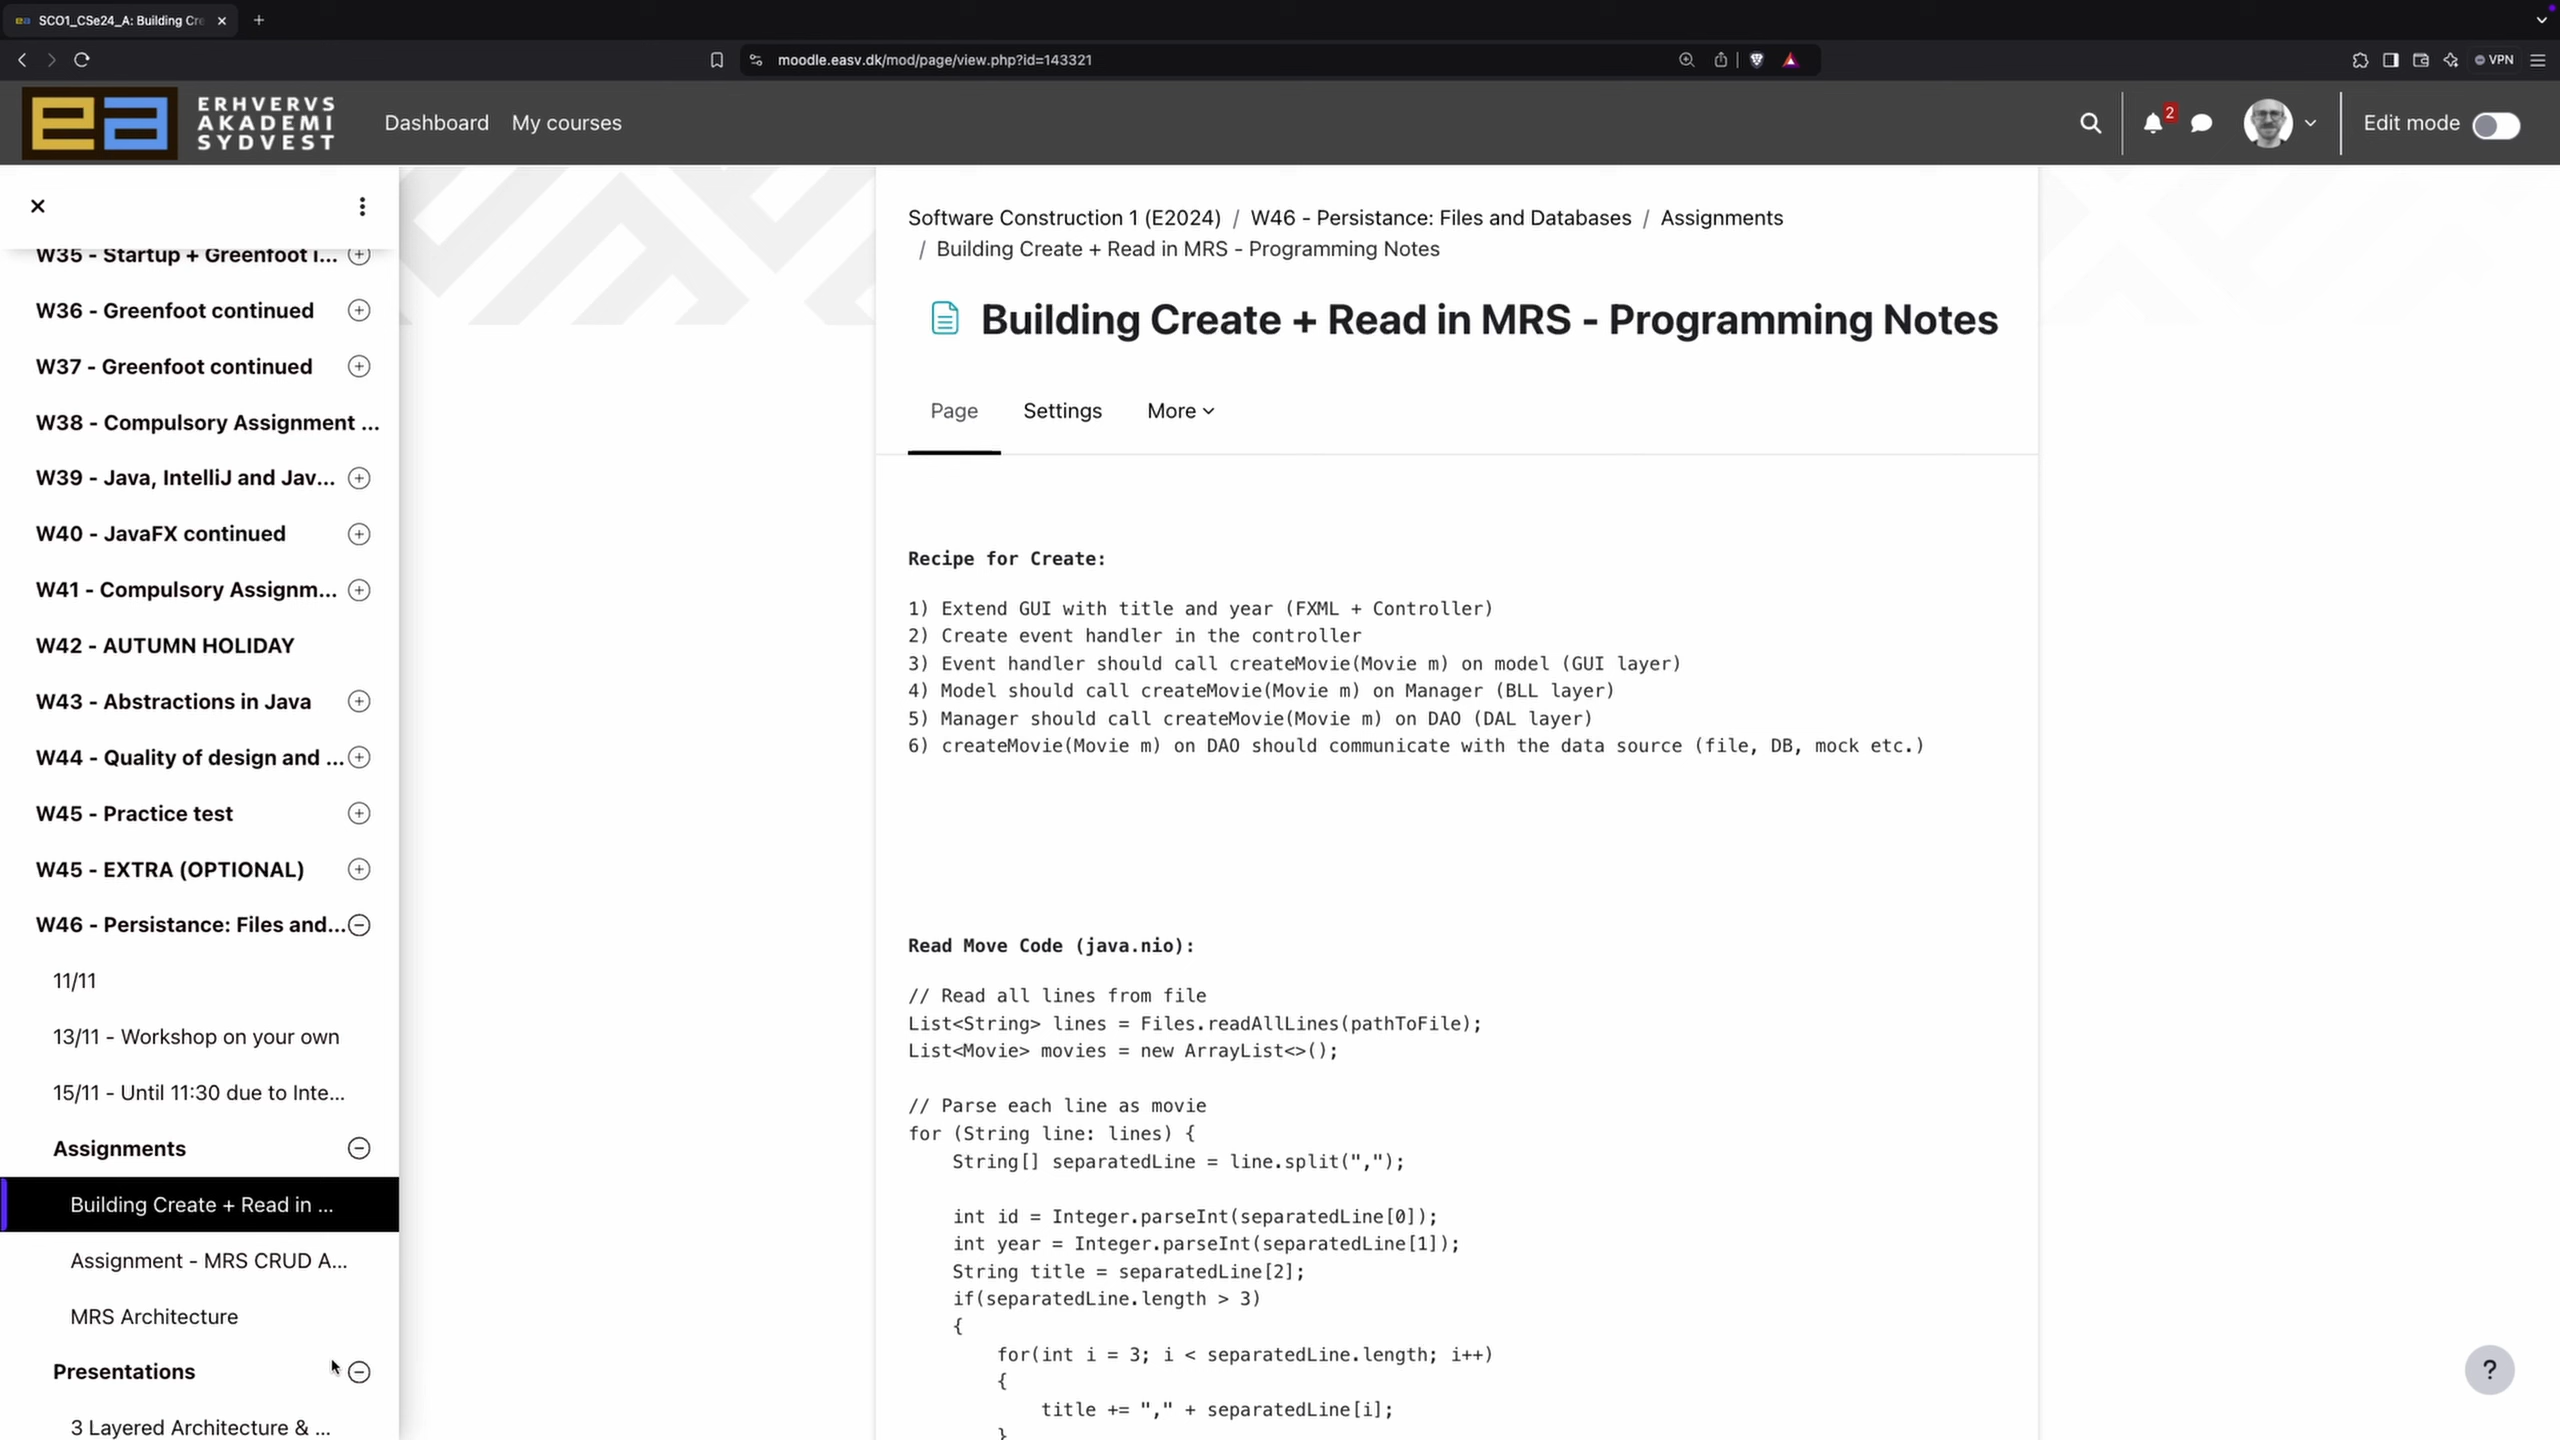 SCO1_CSe24_A: Building Cre
moodle.easv.dk/mod/page/view.php?id=143321
VPN
ea
ERHVERVS
AKADEMI
SYDVEST
Dashboard
My courses
2
Edit mode
W35 - Startup + Greenfoot i...
W36 - Greenfoot continued
W37 - Greenfoot continued
W38 - Compulsory Assignment ...
W39 - Java, IntelliJ and Jav...
W40 - JavaFX continued
W41 - Compulsory Assignm...
W42 - AUTUMN HOLIDAY
W43 - Abstractions in Java
W44 - Quality of design and ...
W45 - Practice test
W45 - EXTRA (OPTIONAL)
W46 - Persistance: Files and...
11/11
13/11 - Workshop on your own
15/11 - Until 11:30 due to Inte...
Assignments
Building Create + Read in ...
Assignment - MRS CRUD A...
MRS Architecture
Presentations
3 Layered Architecture & ...
Software Construction 1 (E2024) / W46 - Persistance: Files and Databases / Assignments
/ Building Create + Read in MRS - Programming Notes
Building Create + Read in MRS - Programming Notes
Page
Settings
More
Recipe for Create:
1) Extend GUI with title and year (FXML + Controller)
2) Create event handler in the controller
3) Event handler should call createMovie(Movie m) on model (GUI layer)
4) Model should call createMovie(Movie m) on Manager (BLL layer)
5) Manager should call createMovie(Movie m) on DAO (DAL layer)
6) createMovie(Movie m) on DAO should communicate with the data source (file, DB, mock etc.)
Read Move Code (java.nio):
// Read all lines from file
List<String> lines = Files.readAllLines(pathToFile);
List<Movie> movies = new ArrayList<>();
// Parse each line as movie
for (String line: lines) {
String[] separatedLine = line.split(",");
int id = Integer.parseInt(separatedLine[0]);
int year = Integer.parseInt(separatedLine[1]);
String title = separatedLine[2];
if(separatedLine.length > 3)
{
for(int i = 3; i < separatedLine.length; i++)
{
title += "," + separatedLine[i];
}
?